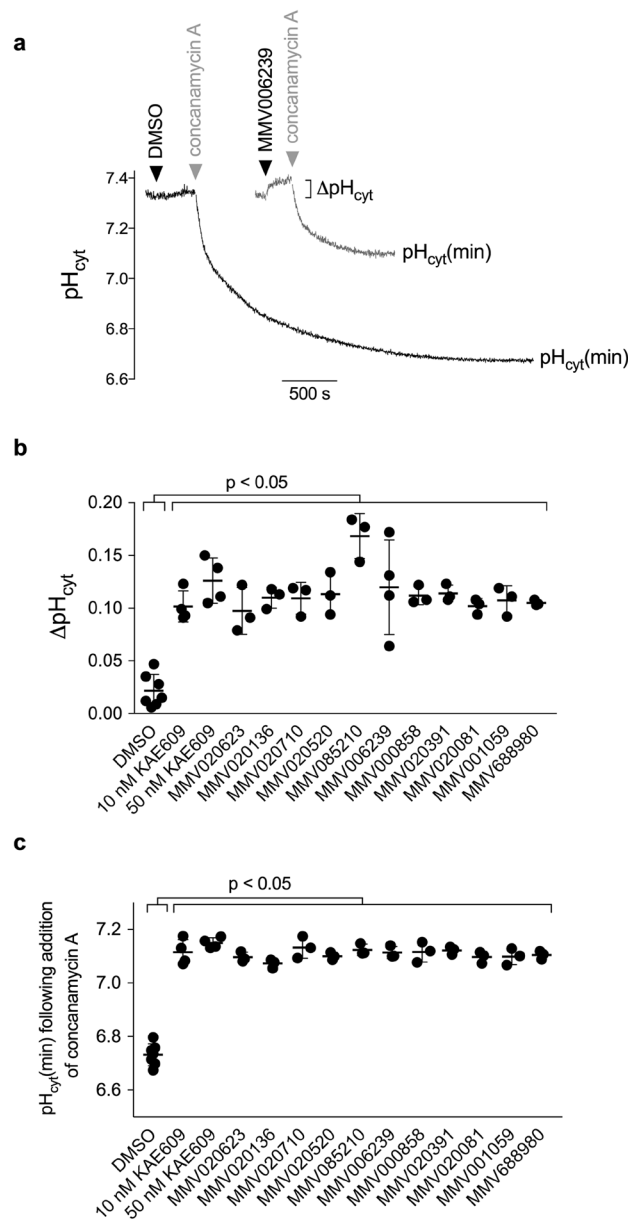 a
DMSO
concanamycin A
MMV006239
concanamycin A
7.4
7.2
7.0
6.8
6.6
pHcyt
ΔpHcyt
pHcyt(min)
pHcyt(min)
500 s
b
p < 0.05
0.20
0.15
0.10
0.05
0.00
ΔpHcyt
DMSO
10 nM KAE609
50 nM KAE609
MMV020623
MMV020136
MMV020710
MMV020520
MMV085210
MMV006239
MMV000858
MMV020391
MMV020081
MMV001059
MMV688980
c
p < 0.05
7.2
7.0
6.8
6.6
pHcyt(min) following addition
of concanamycin A
DMSO
10 nM KAE609
50 nM KAE609
MMV020623
MMV020136
MMV020710
MMV020520
MMV085210
MMV006239
MMV000858
MMV020391
MMV020081
MMV001059
MMV688980